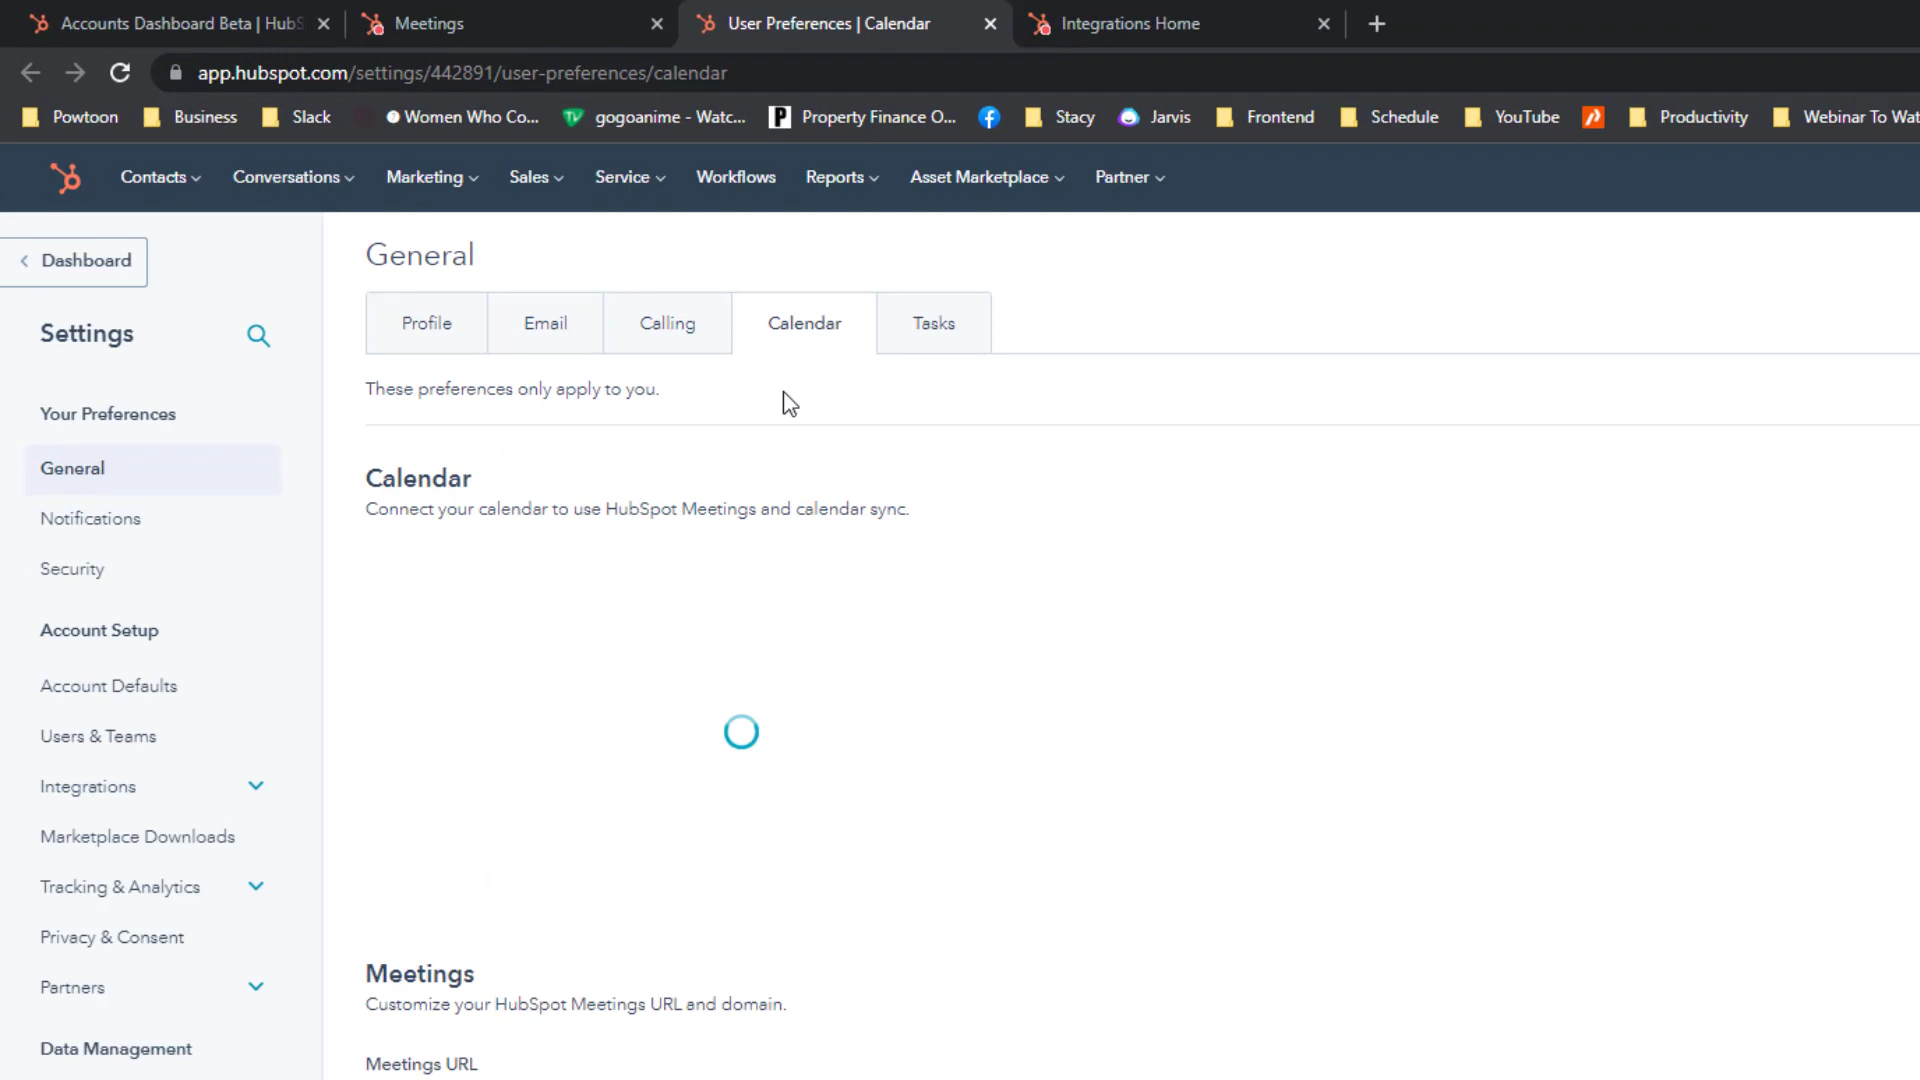 Accounts Dashboard Beta | HubS
Meetings
User Preferences | Calendar
Integrations Home
app.hubspot.com/settings/442891/user-preferences/calendar
Powtoon
Business
Slack
Women Who Co...
gogoanime - Watc...
Property Finance O...
Stacy
Jarvis
Frontend
Schedule
YouTube
Productivity
Webinar To Wat
Contacts
Conversations
Marketing
Sales
Service
Workflows
Reports
Asset Marketplace
Partner
Dashboard
Settings
Your Preferences
General
Notifications
Security
Account Setup
Account Defaults
Users & Teams
Integrations
Marketplace Downloads
Tracking & Analytics
Privacy & Consent
Partners
Data Management
General
Profile
Email
Calling
Calendar
Tasks
These preferences only apply to you.
Calendar
Connect your calendar to use HubSpot Meetings and calendar sync.
Meetings
Customize your HubSpot Meetings URL and domain.
Meetings URL